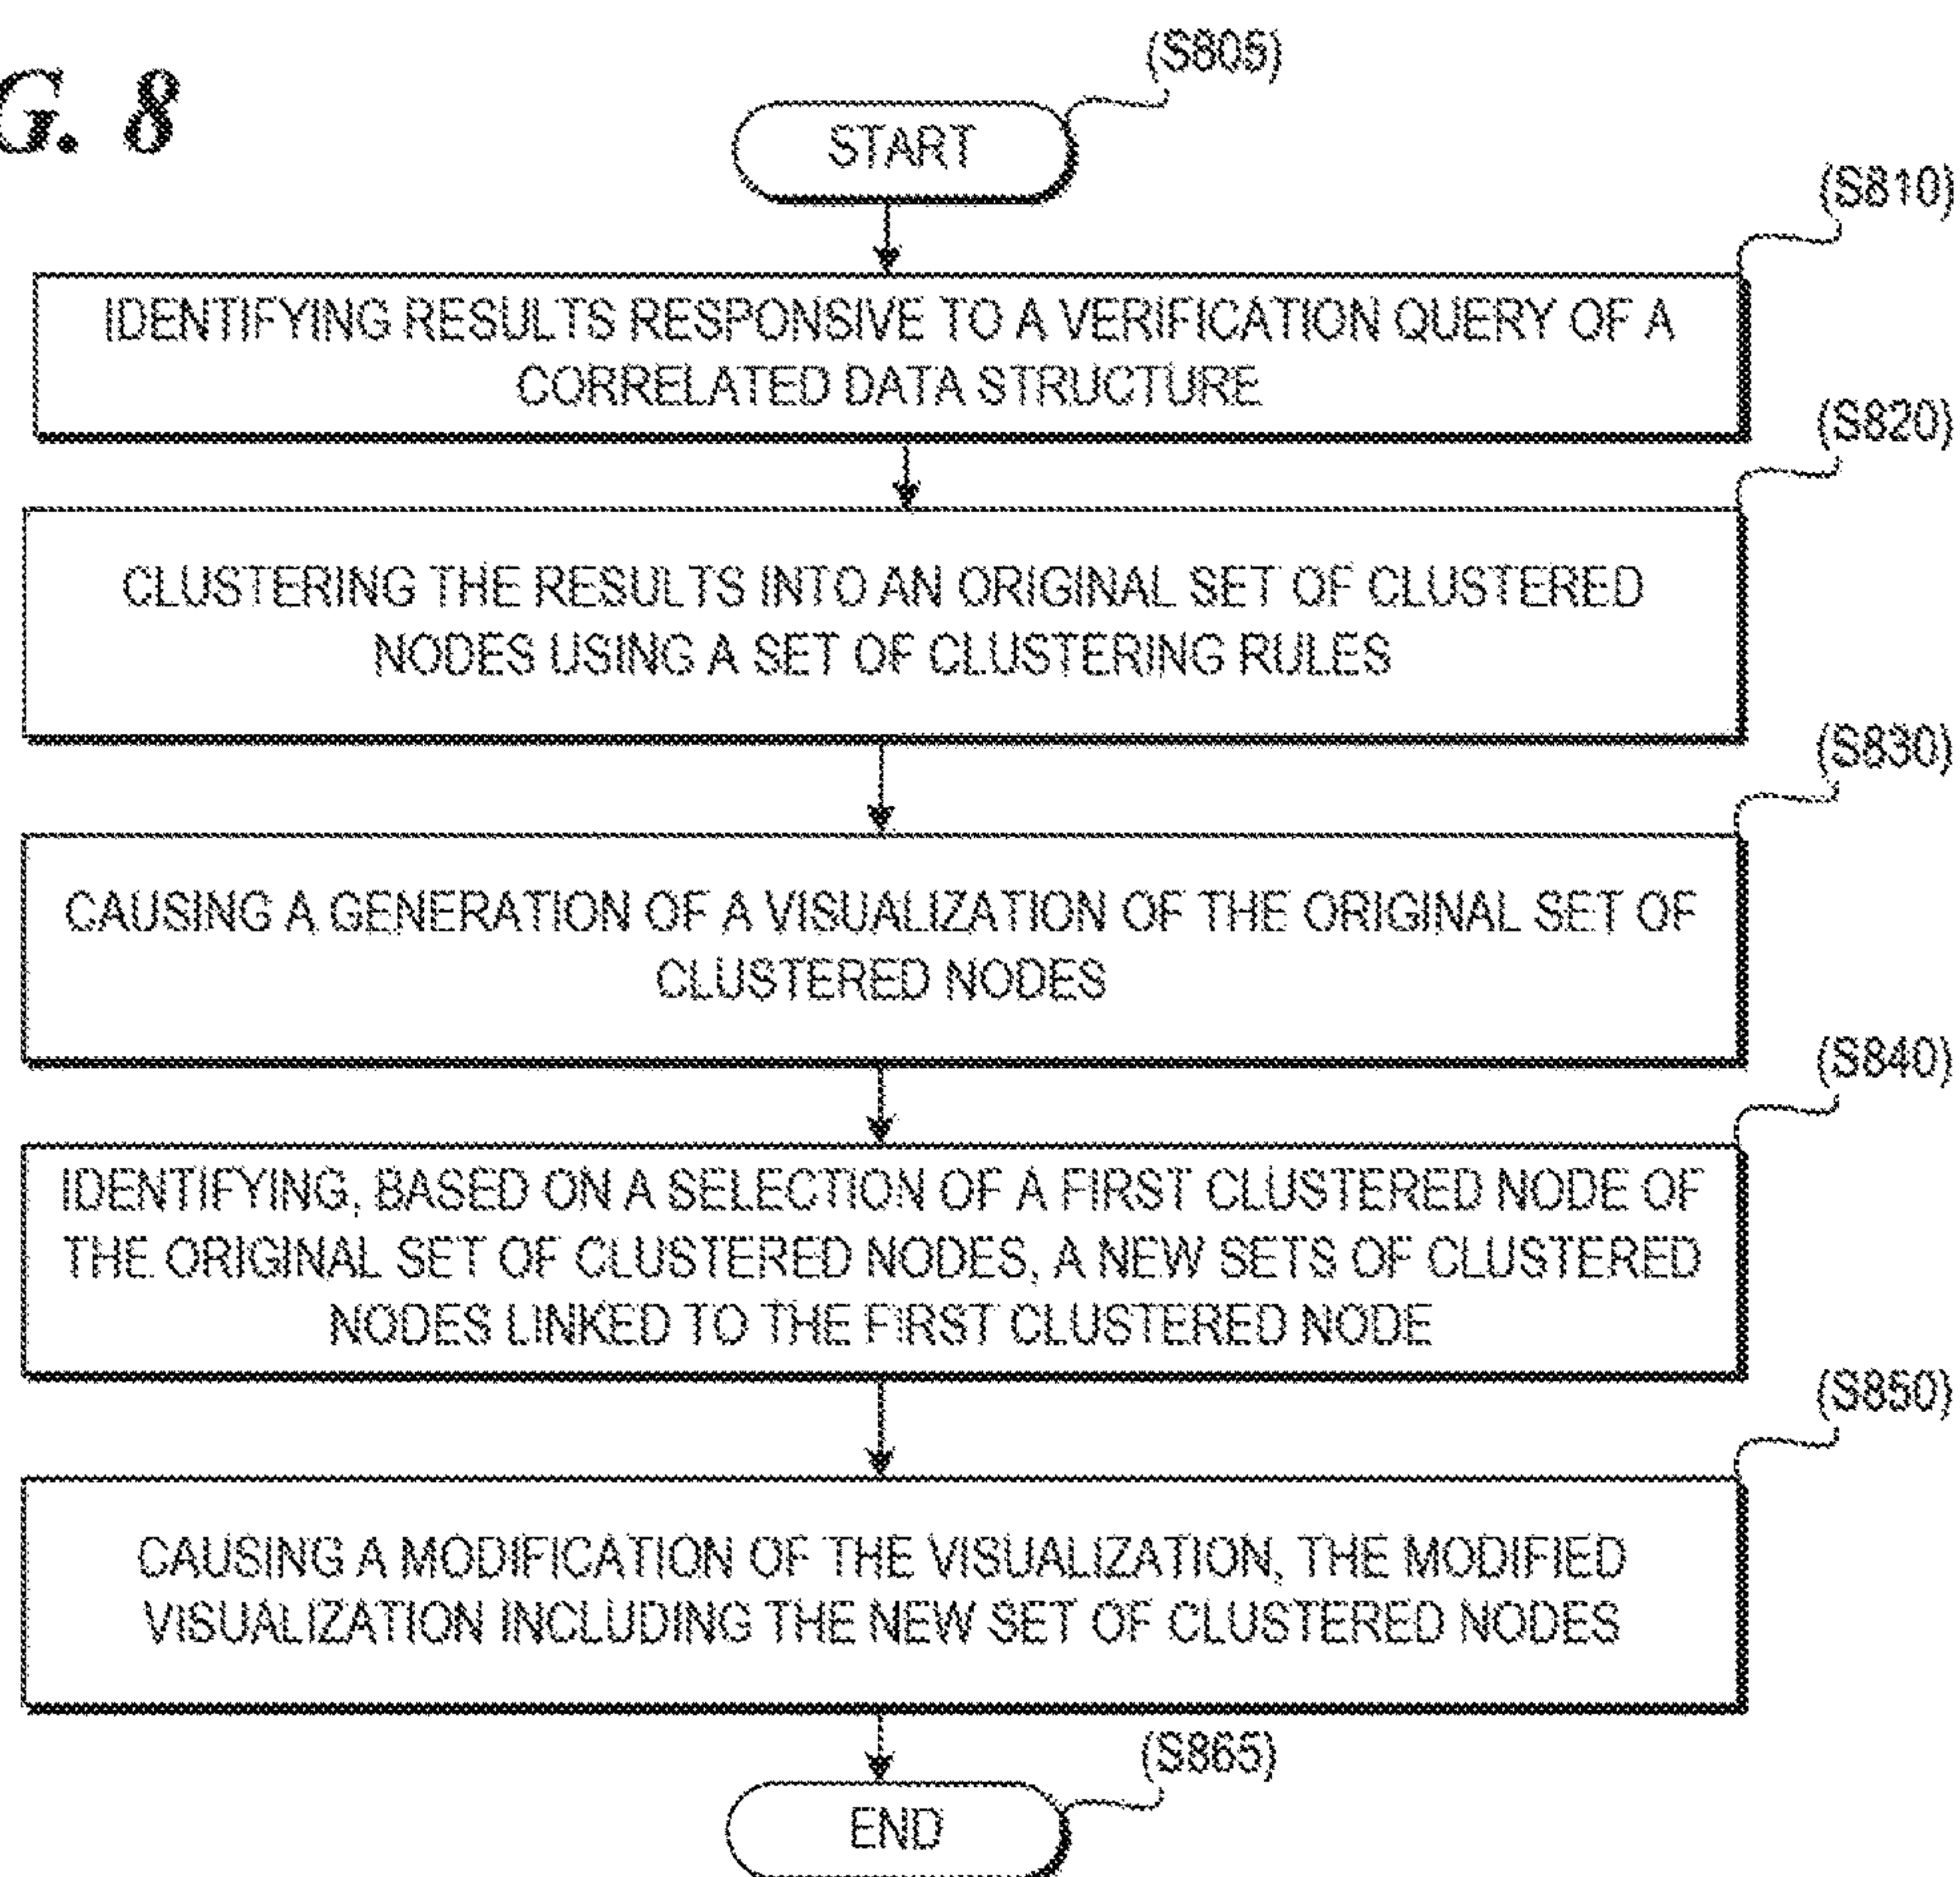 G. 8
(S805)
START
(S810)
IDENTIFYING RESULTS RESPONSIVE TO A VERIFICATION QUERY OF A
CORRELATED DATA STRUCTURE
(S820)
CLUSTERING THE RESULTS INTO AN ORIGINAL SET OF CLUSTERED
NODES USING A SET OF CLUSTERING RULES
(S830)
CAUSING A GENERATION OF A VISUALIZATION OF THE ORIGINAL SET OF
CLUSTERED NODES
(S840)
IDENTIFYING, BASED ON A SELECTION OF A FIRST CLUSTERED NODE OF
THE ORIGINAL SET OF CLUSTERED NODES, A NEW SETS OF CLUSTERED
NODES LINKED TO THE FIRST CLUSTERED NODE
(S850)
CAUSING A MODIFICATION OF THE VISUALIZATION, THE MODIFIED
VISUALIZATION INCLUDING THE NEW SET OF CLUSTERED NODES
(S865)
END